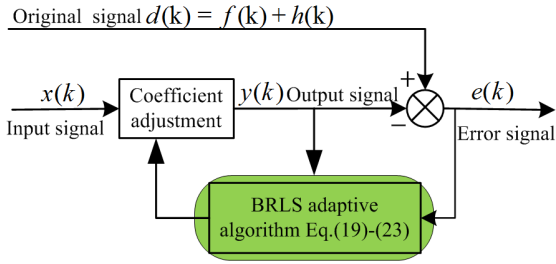 Original signal d(k) = f(k) + h(k)
x(k)
Input signal
Coefficient
adjustment
y(k) Output signal
+
−
e(k)
Error signal
BRLS adaptive
algorithm Eq.(19)-(23)